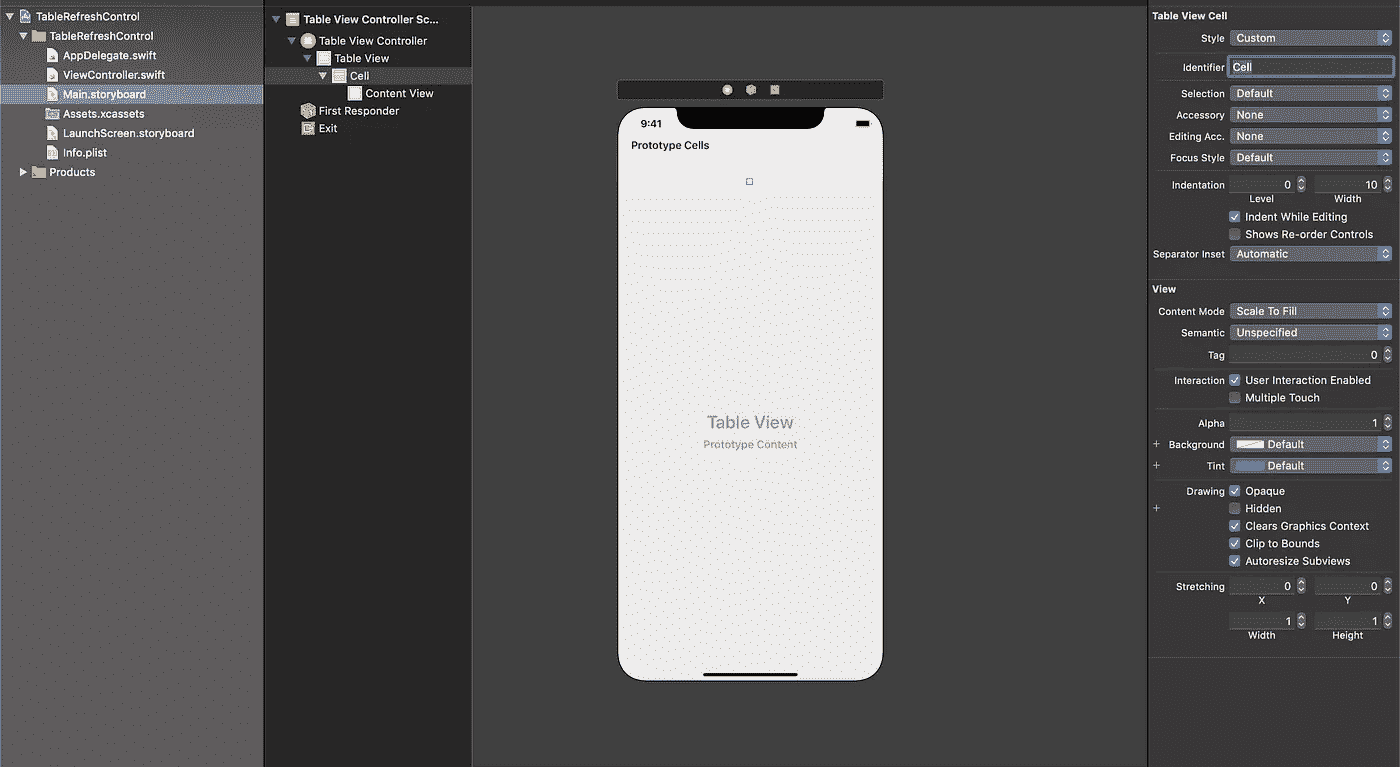 TableRefreshControl
TableRefreshControl
AppDelegate.swift
ViewController.swift
Main.storyboard
Assets.xcassets
LaunchScreen.storyboard
Info.plist
Products
Table View Controller Sc...
Table View Controller
Table View
Cell
Content View
First Responder
Exit
9:41
Prototype Cells
Table View
Prototype Content
Table View Cell
Style Custom
Identifier Cell
Selection Default
Accessory None
Editing Acc. None
Focus Style Default
Indentation 0 10
Level Width
Indent While Editing
Shows Re-order Controls
Separator Inset Automatic
View
Content Mode Scale To Fill
Semantic Unspecified
Tag 0
Interaction User Interaction Enabled
Multiple Touch
Alpha 1
+ Background Default
+ Tint Default
Drawing Opaque
+ Hidden
Clears Graphics Context
Clip to Bounds
Autoresize Subviews
Stretching 0 0
X Y
1 1
Width Height